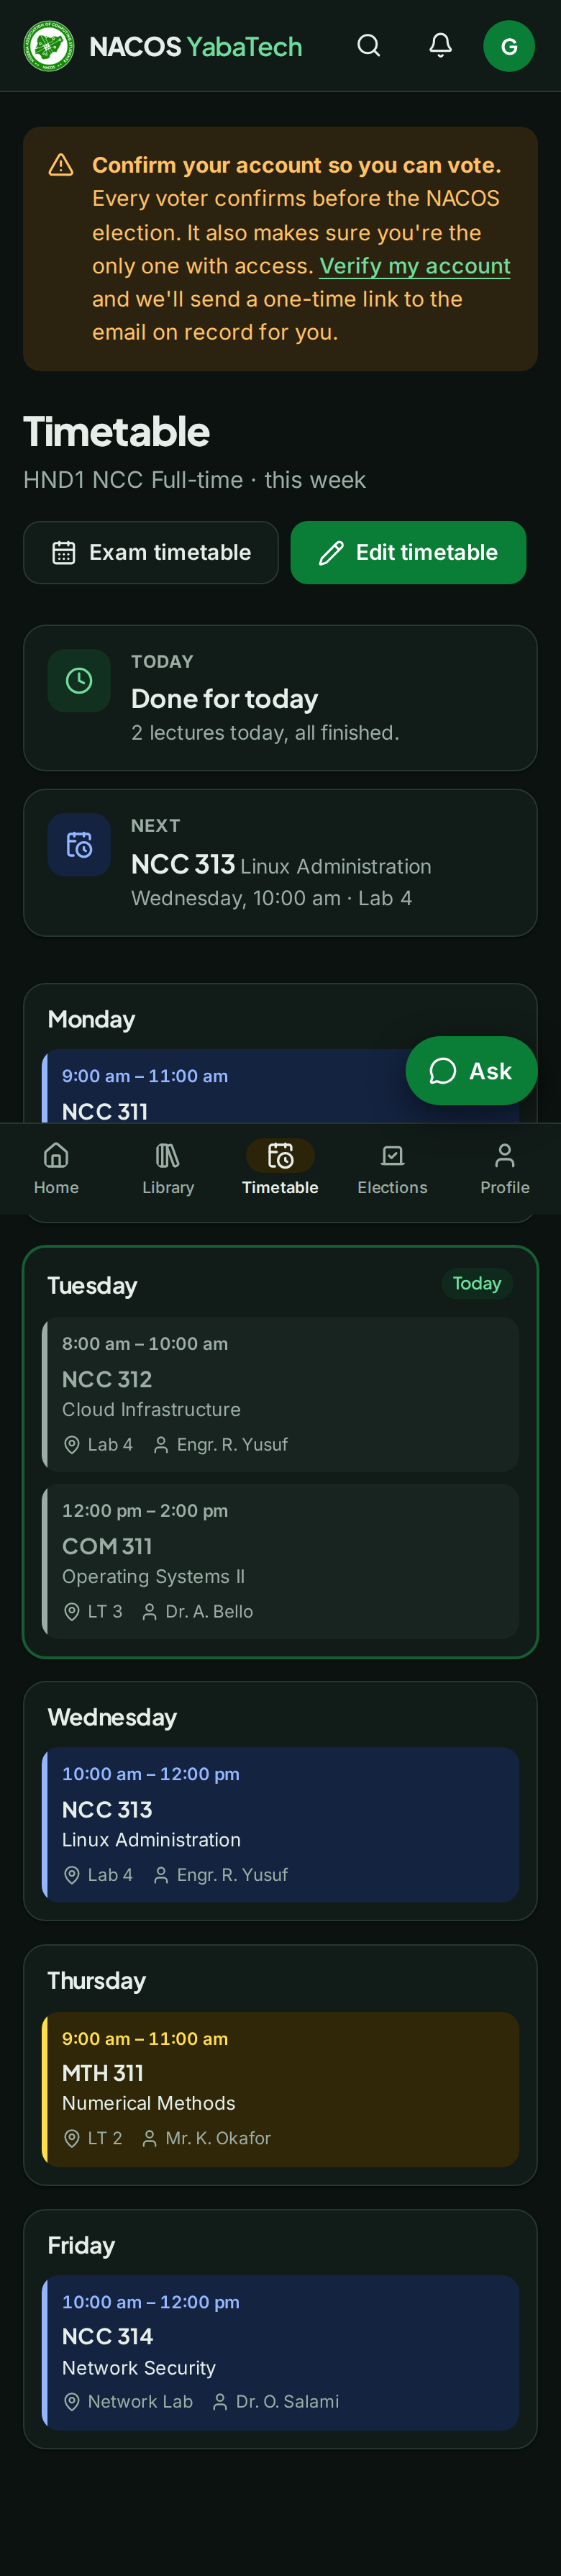 NACOS YabaTech
G
Confirm your account so you can vote.
Every voter confirms before the NACOS
election. It also makes sure you're the
only one with access. Verify my account
and we'll send a one-time link to the
email on record for you.
Timetable
HND1 NCC Full-time · this week
Exam timetable
Edit timetable
TODAY
Done for today
2 lectures today, all finished.
NEXT
NCC 313 Linux Administration
Wednesday, 10:00 am · Lab 4
Monday
9:00 am – 11:00 am
NCC 311
Ask
Home
Library
Timetable
Elections
Profile
Tuesday
Today
8:00 am – 10:00 am
NCC 312
Cloud Infrastructure
Lab 4 Engr. R. Yusuf
12:00 pm – 2:00 pm
COM 311
Operating Systems II
LT 3 Dr. A. Bello
Wednesday
10:00 am – 12:00 pm
NCC 313
Linux Administration
Lab 4 Engr. R. Yusuf
Thursday
9:00 am – 11:00 am
MTH 311
Numerical Methods
LT 2 Mr. K. Okafor
Friday
10:00 am – 12:00 pm
NCC 314
Network Security
Network Lab Dr. O. Salami